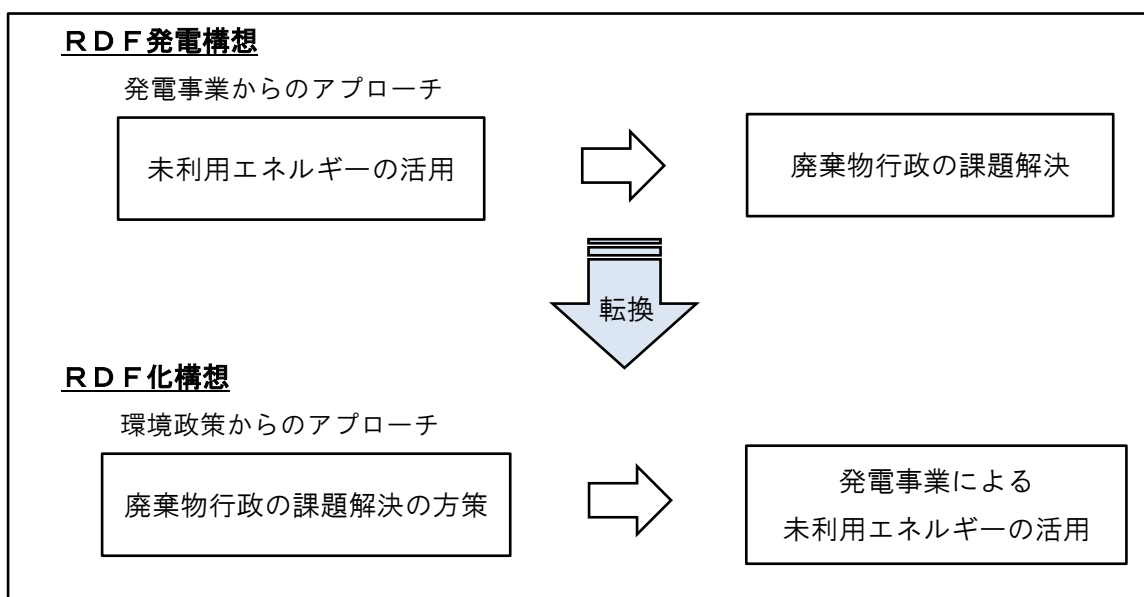 ＲＤＦ発電構想
発電事業からのアプローチ
未利用エネルギーの活用
廃棄物行政の課題解決
転換
ＲＤＦ化構想
環境政策からのアプローチ
廃棄物行政の課題解決の方策
発電事業による
未利用エネルギーの活用